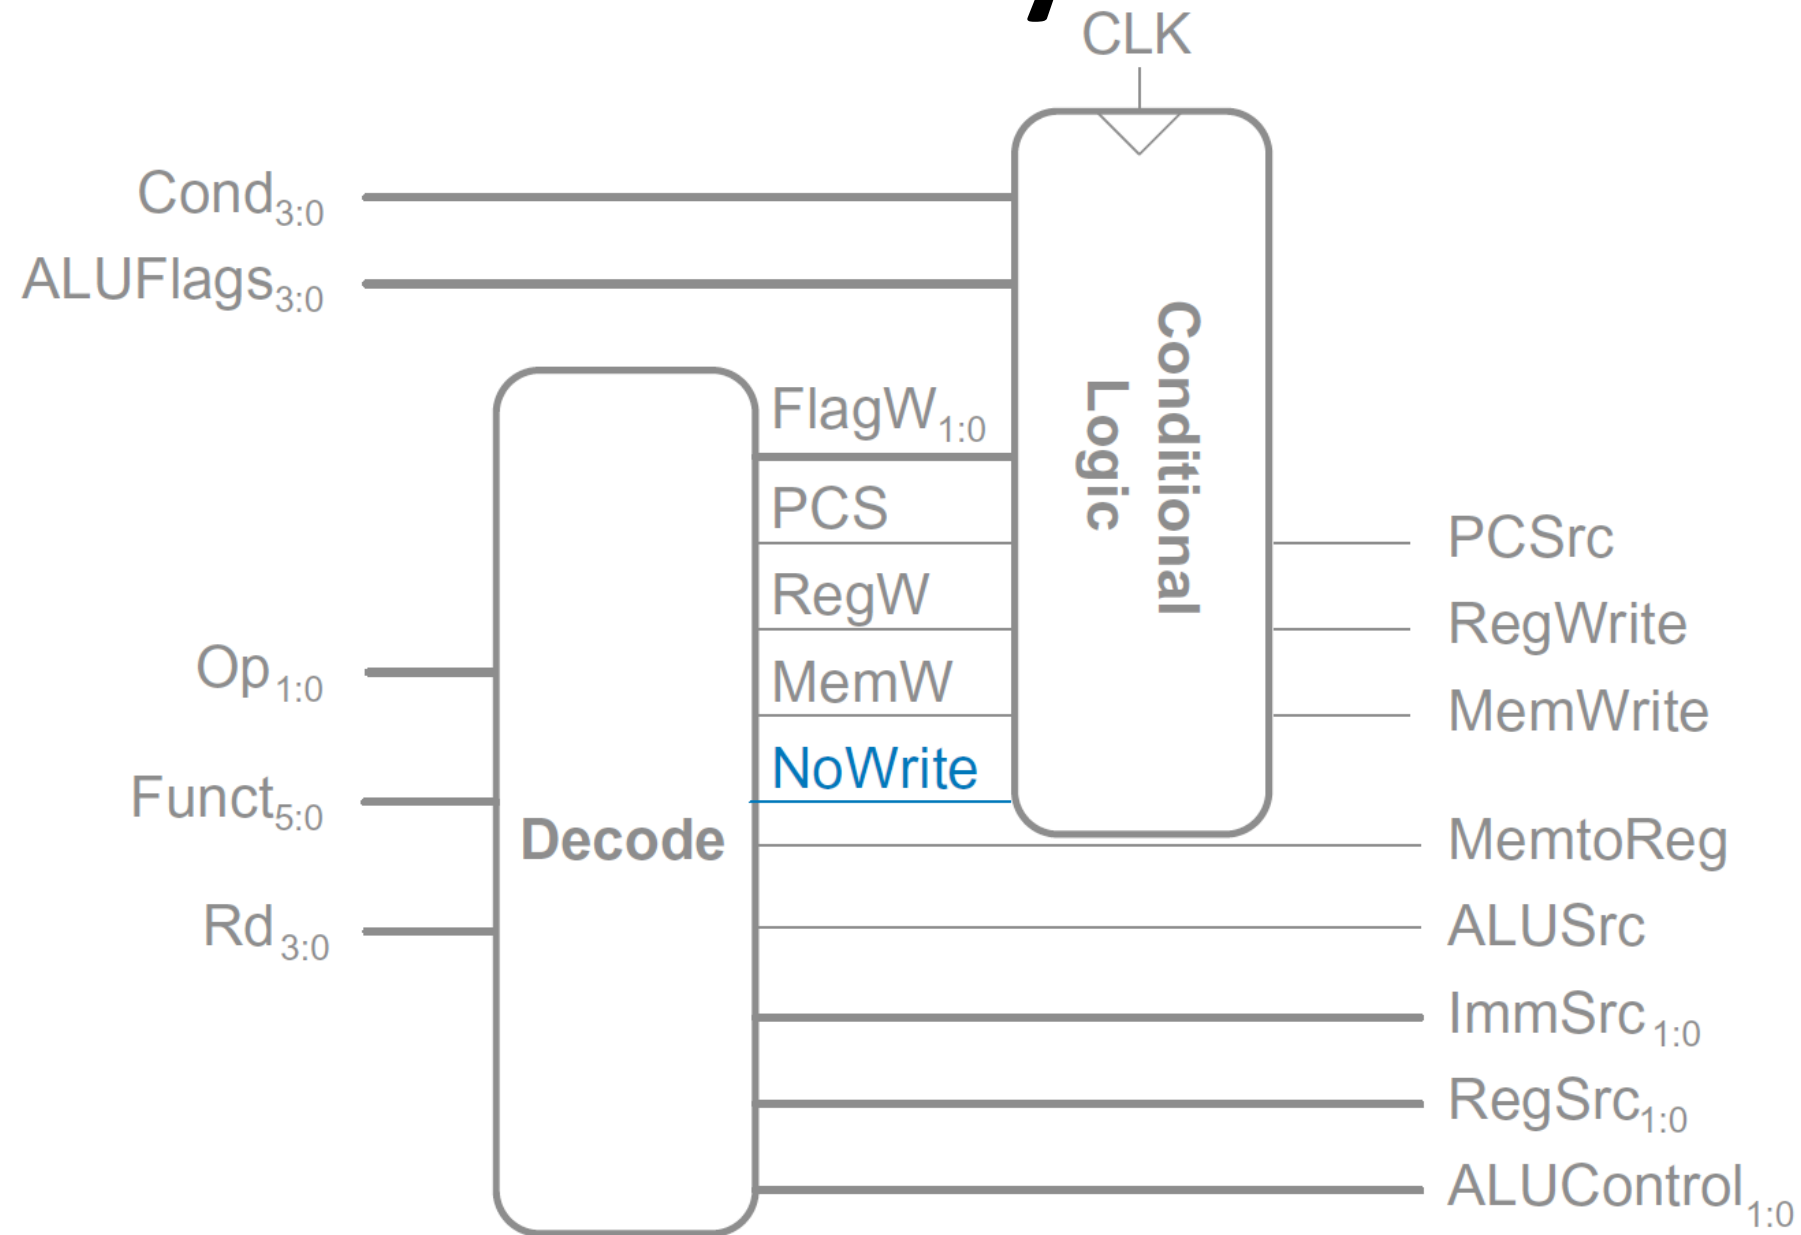 CLK
Cond3:0
ALUFlags3:0
Conditional
Logic
FlagW1:0
PCS
RegW
MemW
NoWrite
Op1:0
Funct5:0
Rd3:0
Decode
PCSrc
RegWrite
MemWrite
MemtoReg
ALUSrc
ImmSrc1:0
RegSrc1:0
ALUControl1:0